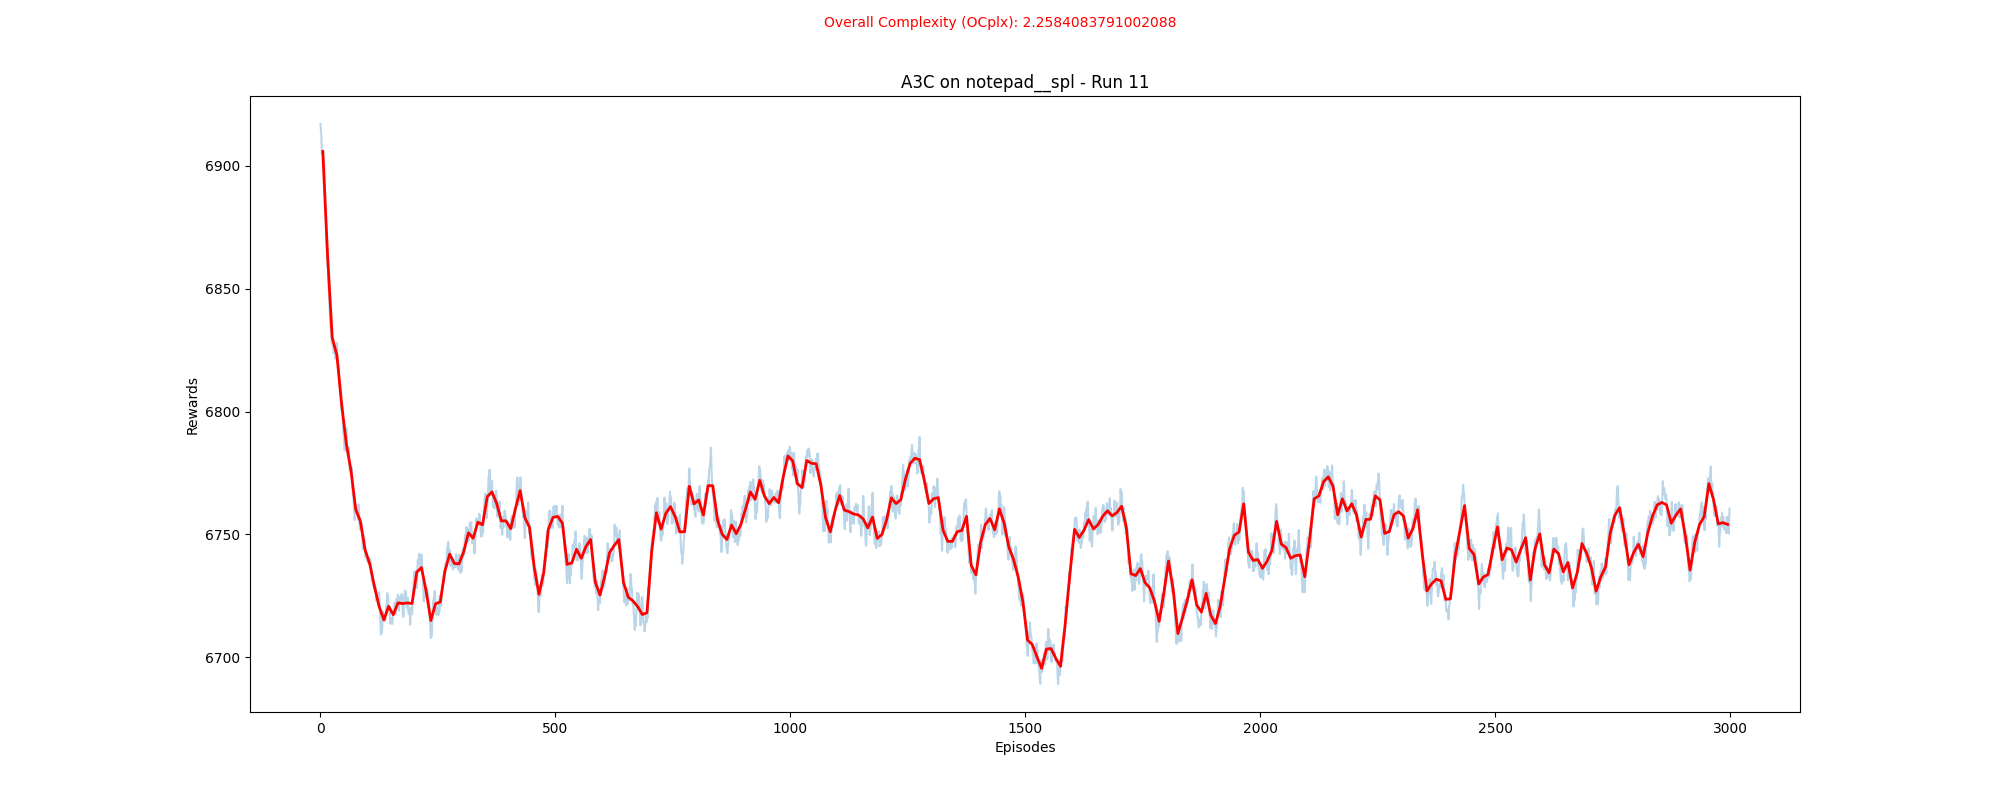 Overall Complexity (OCplx): 2.2584083791002088
A3C on notepad__spl - Run 11
Rewards
6900
6850
6800
6750
6700
0 500 1000 1500 2000 2500 3000
Episodes